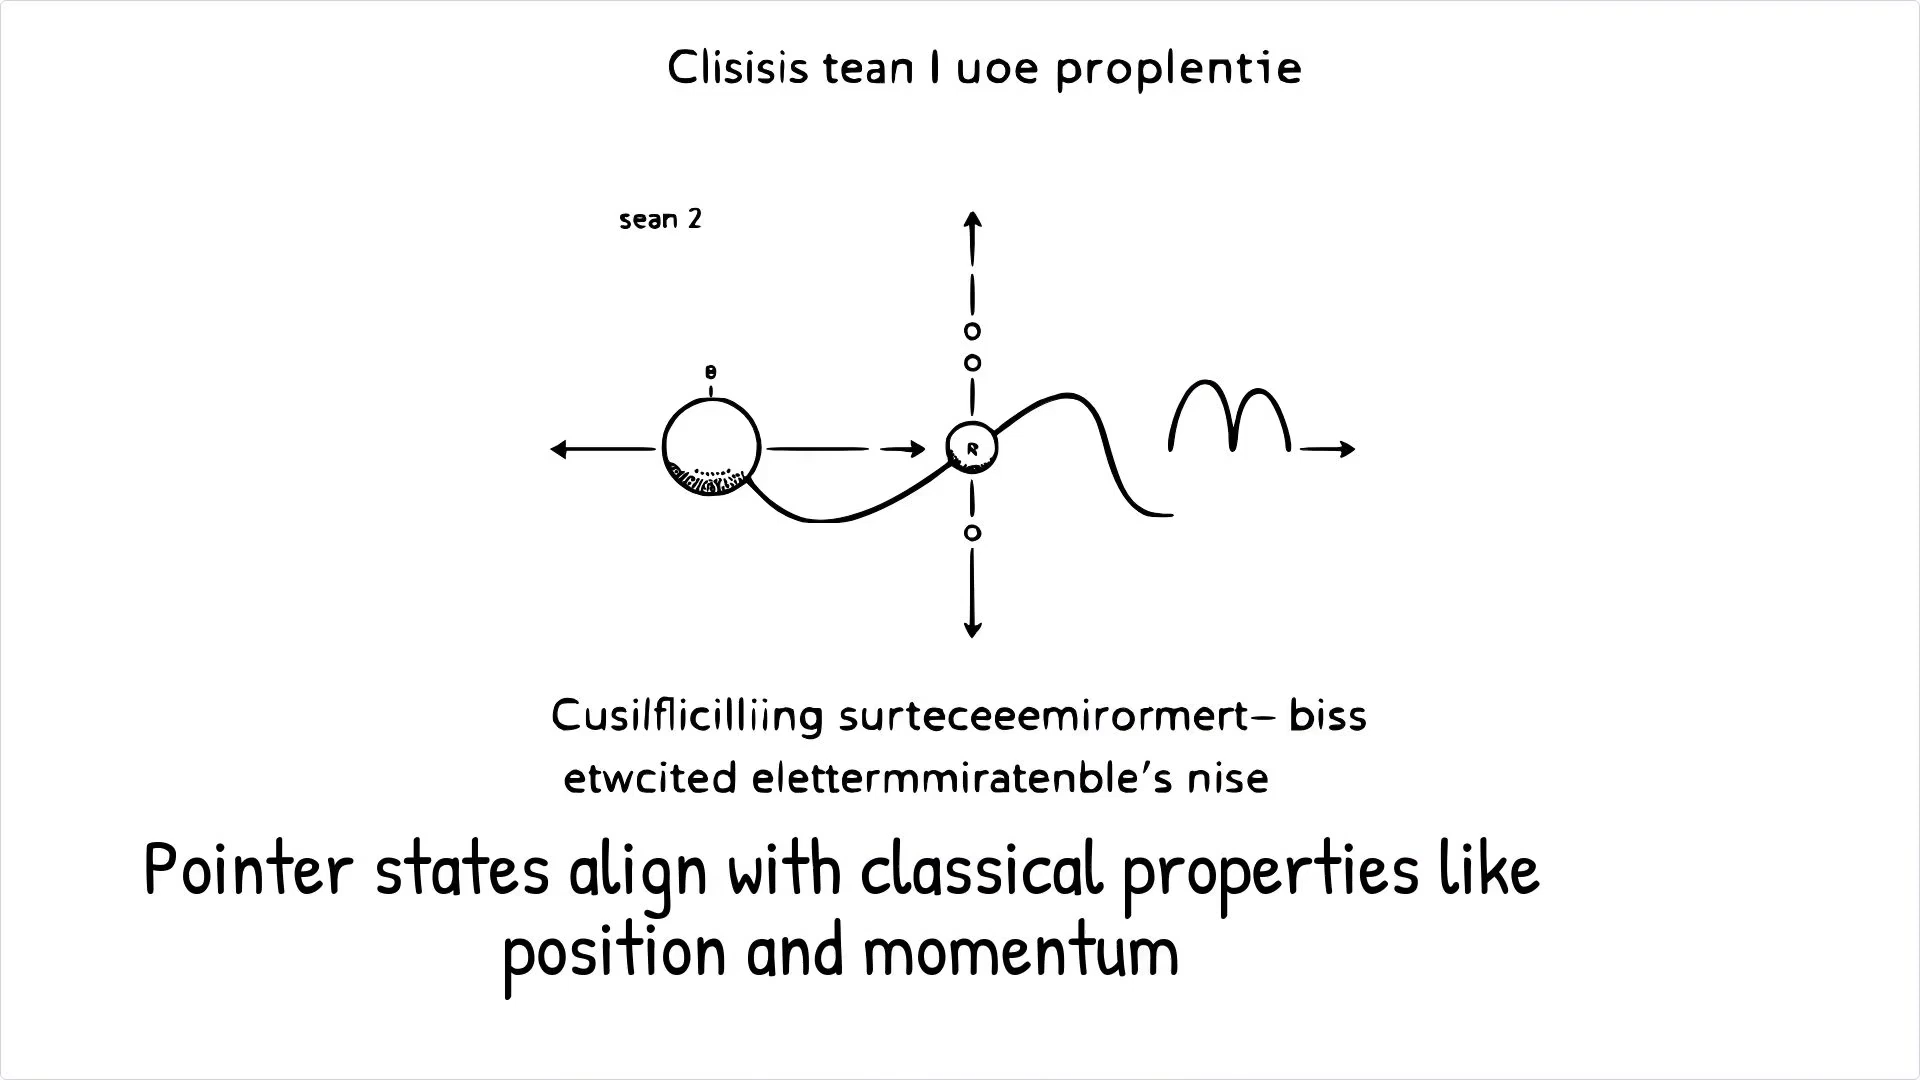 Clisisis tean I uoe proplentie
sean 2
θ
R
Cusilflicilliing surteceeemirormert– biss
etwcited elettermmiratenble's nise
Pointer states align with classical properties like
position and momentum